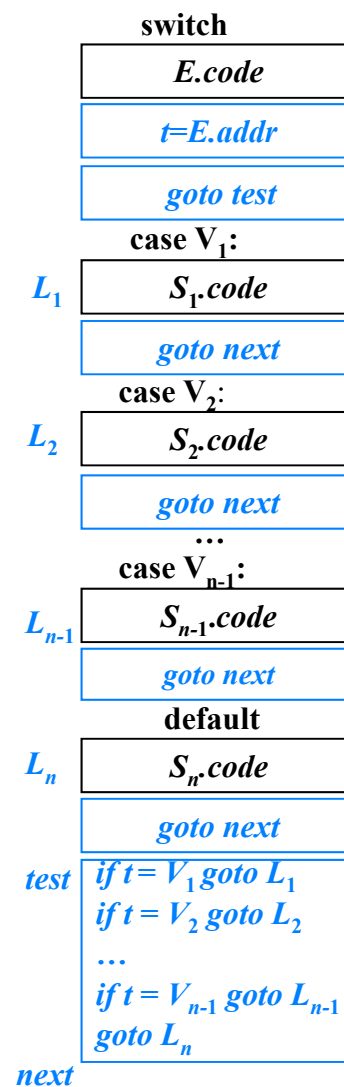 switch
E.code
t=E.addr
goto test
case V₁:
L₁ S₁.code
goto next
case V₂:
L₂ S₂.code
goto next
…
case Vₙ₋₁:
Lₙ₋₁ Sₙ₋₁.code
goto next
default
Lₙ Sₙ.code
goto next
test if t = V₁ goto L₁
if t = V₂ goto L₂
…
if t = Vₙ₋₁ goto Lₙ₋₁
goto Lₙ
next